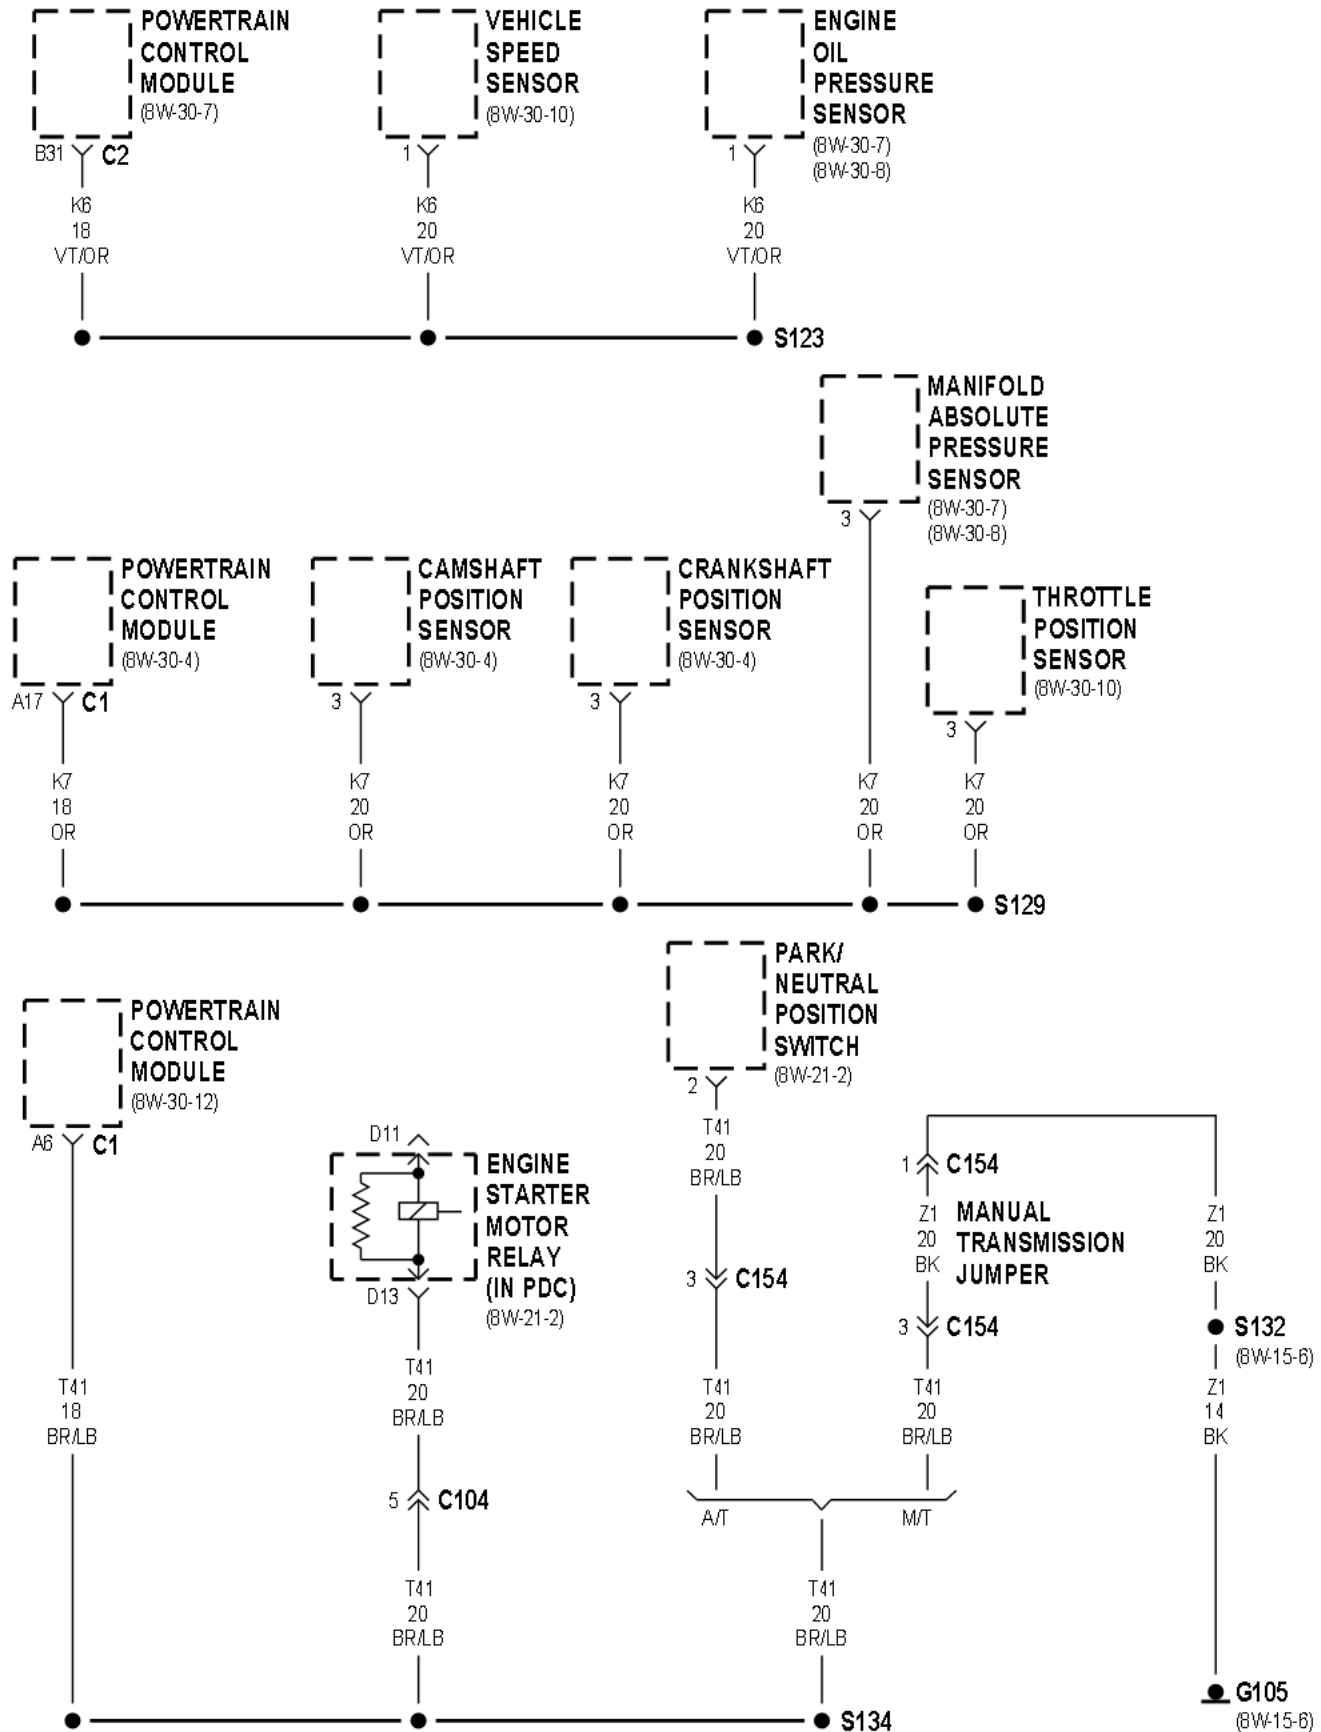 POWERTRAIN
CONTROL
MODULE
(8W-30-7)
B31
C2
K6
18
VT/OR
VEHICLE
SPEED
SENSOR
(8W-30-10)
1
K6
20
VT/OR
ENGINE
OIL
PRESSURE
SENSOR
(8W-30-7)
(8W-30-8)
1
K6
20
VT/OR
S123
MANIFOLD
ABSOLUTE
PRESSURE
SENSOR
(8W-30-7)
(8W-30-8)
3
K7
20
OR
POWERTRAIN
CONTROL
MODULE
(8W-30-4)
A17
C1
K7
18
OR
CAMSHAFT
POSITION
SENSOR
(8W-30-4)
3
K7
20
OR
CRANKSHAFT
POSITION
SENSOR
(8W-30-4)
3
K7
20
OR
THROTTLE
POSITION
SENSOR
(8W-30-10)
3
K7
20
OR
S129
POWERTRAIN
CONTROL
MODULE
(8W-30-12)
A6
C1
T41
18
BR/LB
D11
ENGINE
STARTER
MOTOR
RELAY
(IN PDC)
(8W-21-2)
D13
T41
20
BR/LB
5
C104
T41
20
BR/LB
PARK/
NEUTRAL
POSITION
SWITCH
(8W-21-2)
2
T41
20
BR/LB
3
C154
T41
20
BR/LB
A/T
1
C154
Z1
20
BK
MANUAL
TRANSMISSION
JUMPER
3
C154
T41
20
BR/LB
M/T
T41
20
BR/LB
S134
Z1
20
BK
S132
(8W-15-6)
Z1
14
BK
G105
(8W-15-6)